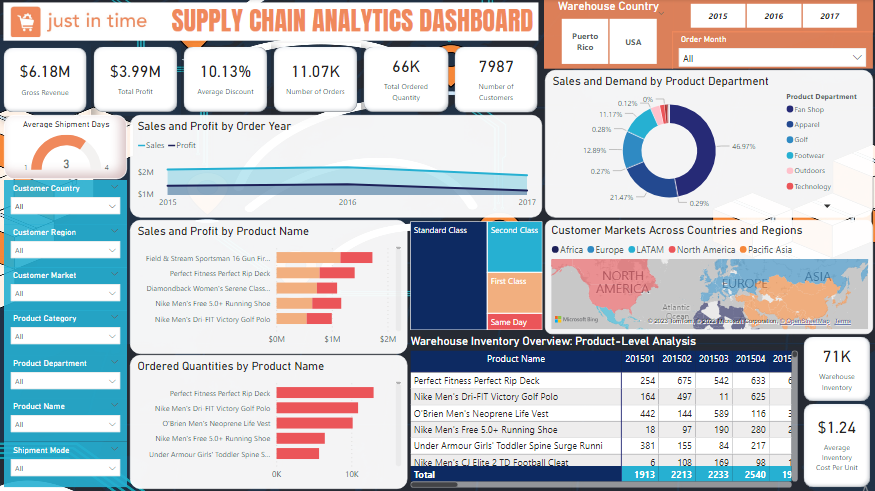 just in time
SUPPLY CHAIN ANALYTICS DASHBOARD
Warehouse Country
Puerto Rico
USA
2015
2016
2017
Order Month
All
$6.18M
Gross Revenue
$3.99M
Total Profit
10.13%
Average Discount
11.07K
Number of Orders
66K
Total Ordered
Quantity
7987
Number of
Customers
Average Shipment Days
1
3
4
Customer Country
All
Customer Region
All
Customer Market
All
Product Category
All
Product Department
All
Product Name
All
Shipment Mode
All
Sales and Profit by Order Year
Sales Profit
$2M
$1M
2015 2016 2017
Sales and Demand by Product Department
0.12% 0%
11.17%
0.28%
12.89%
0.27%
21.47%
0.29%
46.97%
Product Department
Fan Shop
Apparel
Golf
Footwear
Outdoors
Technology
Sales and Profit by Product Name
Field & Stream Sportsman 16 Gun Fir...
Perfect Fitness Perfect Rip Deck
Diamondback Women's Serene Class...
Nike Men's Free 5.0+ Running Shoe
Nike Men's Dri-FIT Victory Golf Polo
$0M $1M $2M
Standard Class
Second Class
First Class
Same Day
Customer Markets Across Countries and Regions
Africa Europe LATAM North America Pacific Asia
NORTH
AMERICA
EUROPE
ASIA
Atlantic
Ocean
Microsoft Bing
© 2023 TomTom, © 2023 Microsoft Corporation, © OpenStreetMap Terms
Ordered Quantities by Product Name
Perfect Fitness Perfect Rip Deck
Nike Men's Dri-FIT Victory Golf Polo
O'Brien Men's Neoprene Life Vest
Nike Men's Free 5.0+ Running Shoe
Under Armour Girls' Toddler Spine S...
0K 10K
Warehouse Inventory Overview: Product-Level Analysis
Product Name 201501 201502 201503 201504 2015
Perfect Fitness Perfect Rip Deck 254 675 542 633 6
Nike Men's Dri-FIT Victory Golf Polo 164 497 11 625
O'Brien Men's Neoprene Life Vest 442 144 589 116 3
Nike Men's Free 5.0+ Running Shoe 18 97 190 280 2
Under Armour Girls' Toddler Spine Surge Runni 381 155 84 217
Nike Men's CJ Elite 2 TD Football Cleat 6 108 169 98 1
Total 1913 2213 2233 2540 19
71K
Warehouse
Inventory
$1.24
Average
Inventory
Cost Per Unit